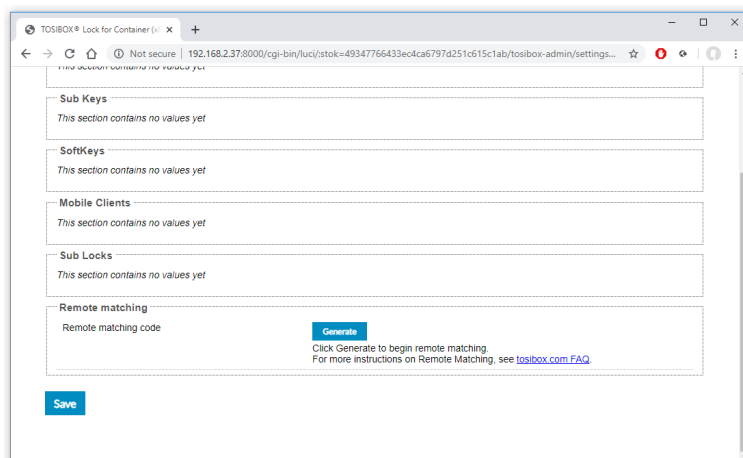 TOSIBOX® Lock for Container (
Not secure | 192.168.2.37:8000/cgi-bin/luci/;stok=49347766433ec4ca6797d251c615c1ab/tosibox-admin/settings...
This section contains no values yet
Sub Keys
This section contains no values yet
SoftKeys
This section contains no values yet
Mobile Clients
This section contains no values yet
Sub Locks
This section contains no values yet
Remote matching
Remote matching code
Generate
Click Generate to begin remote matching.
For more instructions on Remote Matching, see tosibox.com FAQ.
Save